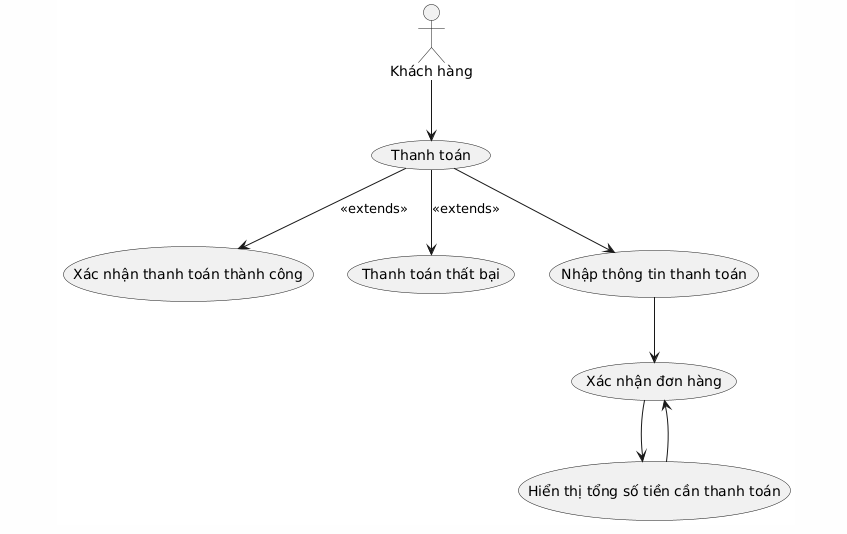 Khách hàng
Thanh toán
«extends»
«extends»
Xác nhận thanh toán thành công
Thanh toán thất bại
Nhập thông tin thanh toán
Xác nhận đơn hàng
Hiển thị tổng số tiền cần thanh toán